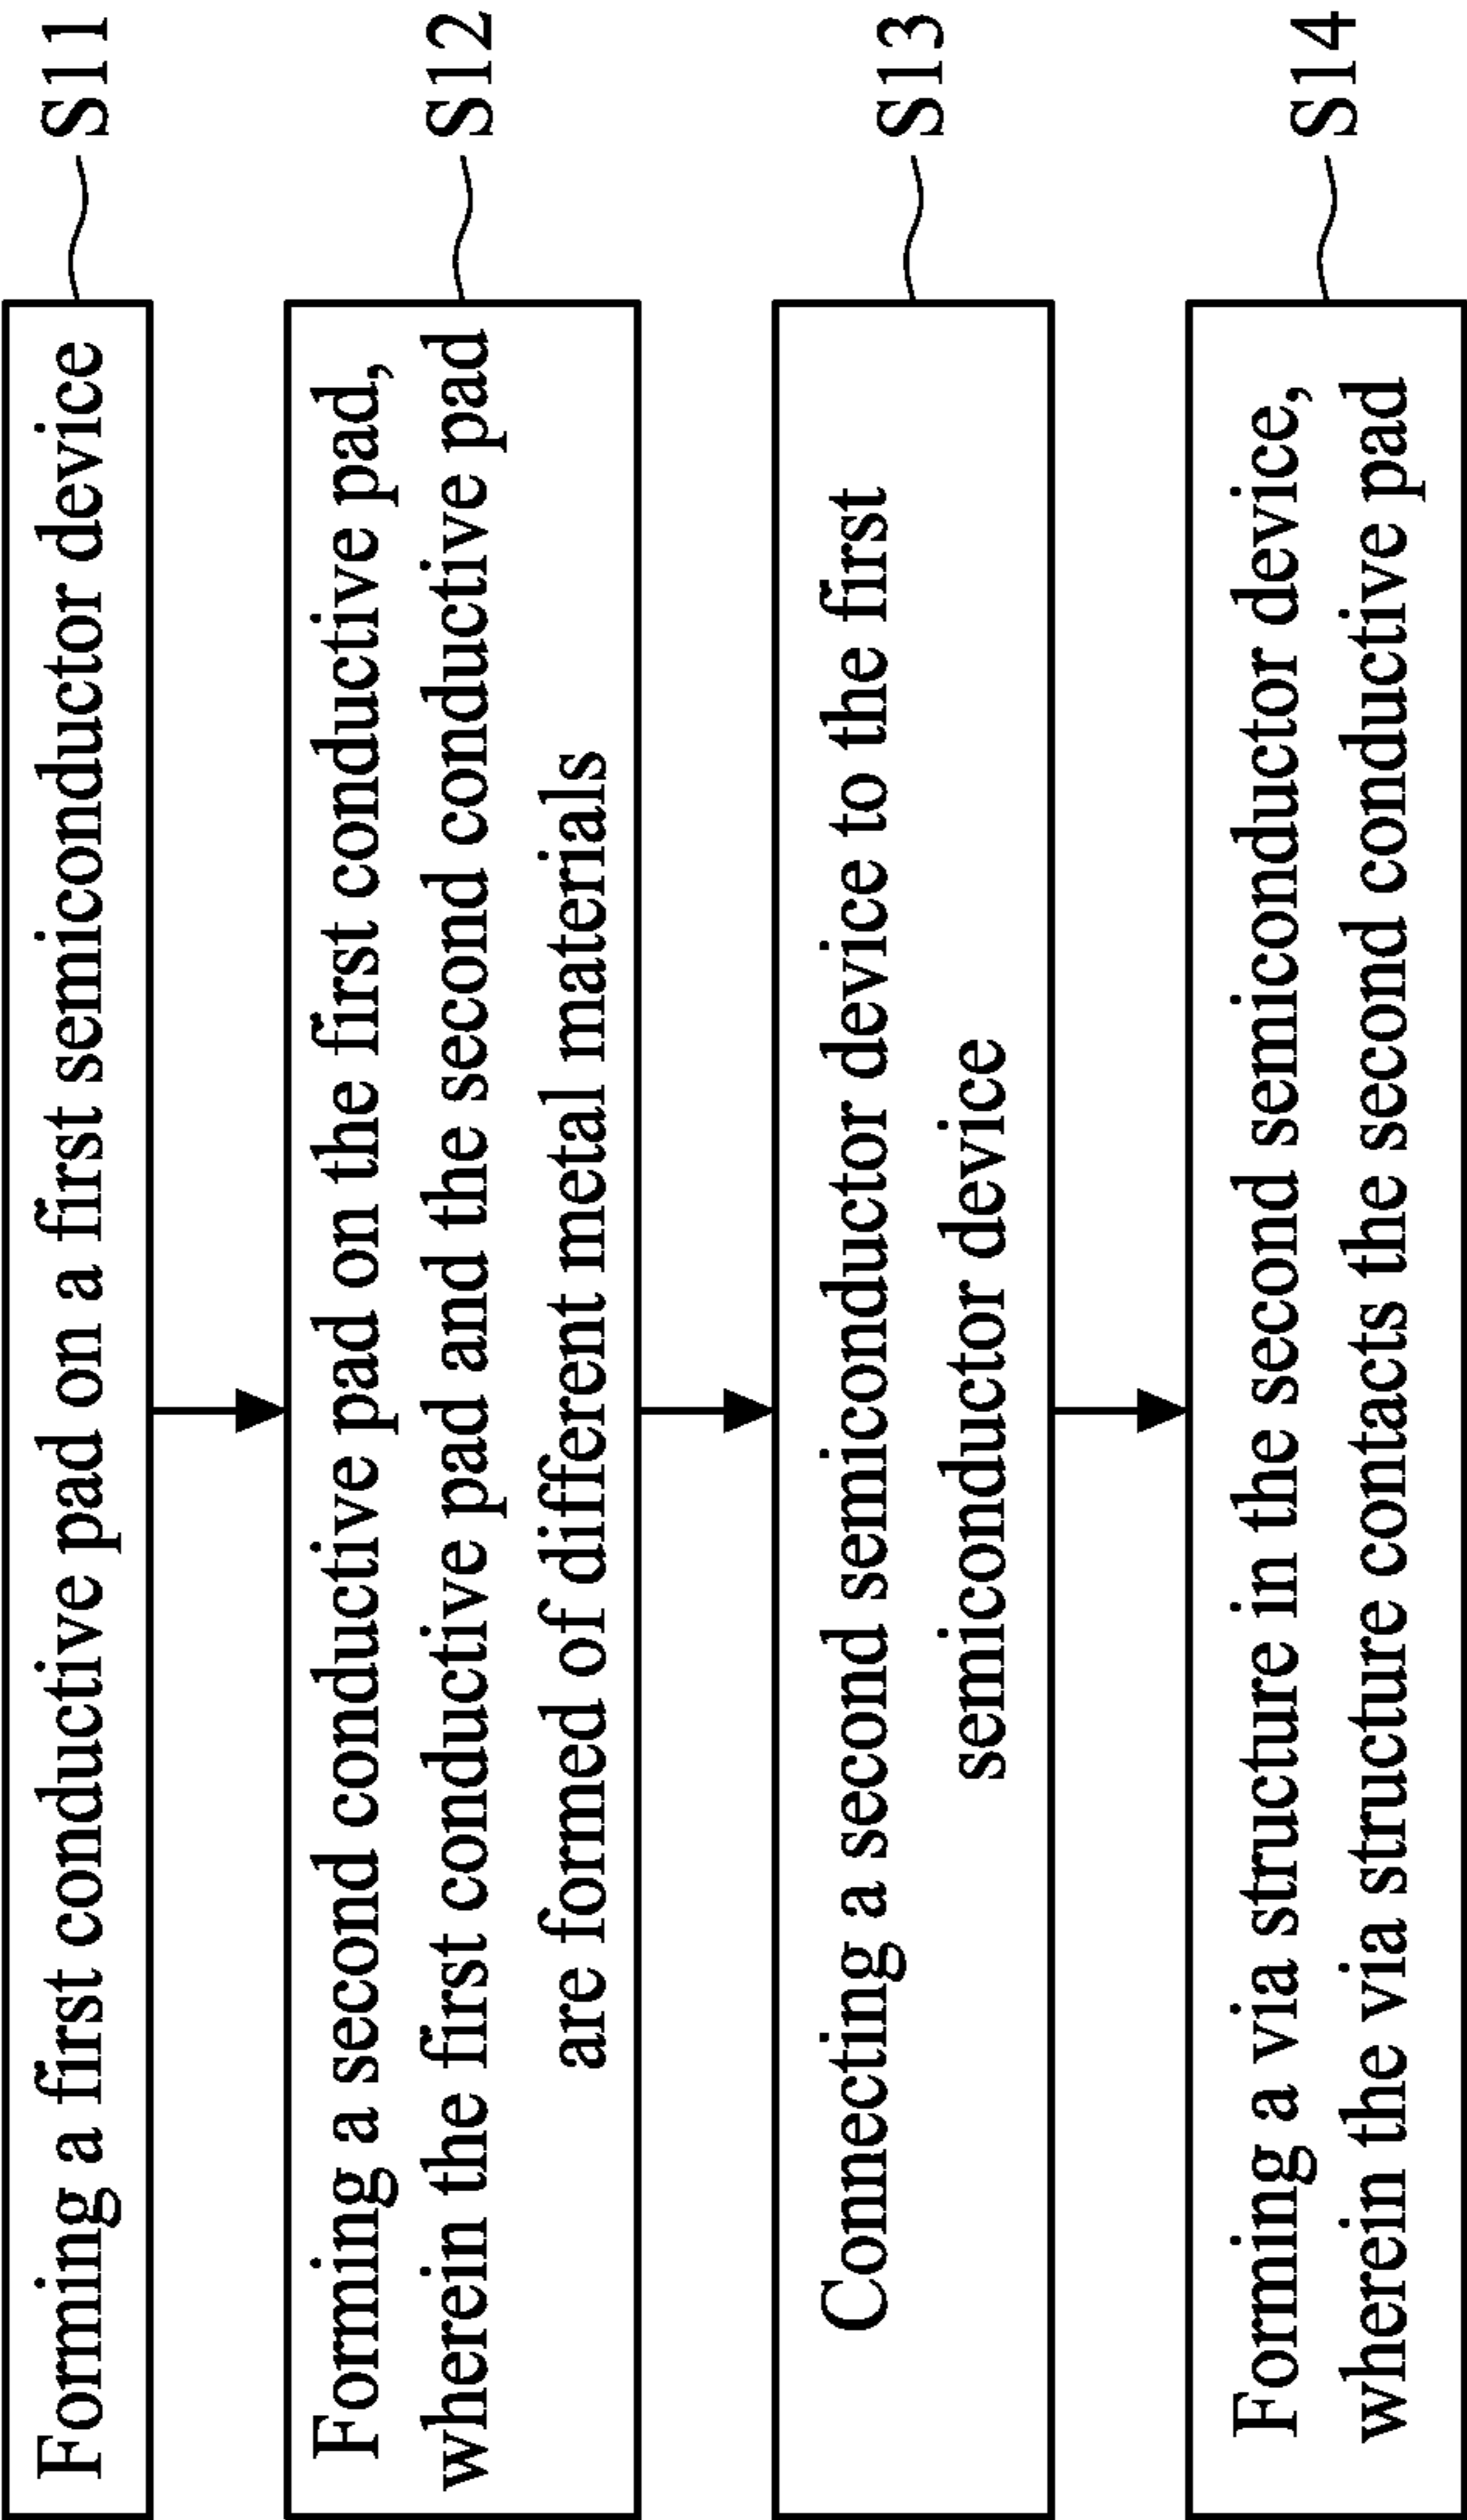 Forming a first conductive pad on a first semiconductor device
S11
Forming a second conductive pad on the first conductive pad,
wherein the first conductive pad and the second conductive pad
are formed of different metal materials
S12
Connecting a second semiconductor device to the first
semiconductor device
S13
Forming a via structure in the second semiconductor device,
wherein the via structure contacts the second conductive pad
S14